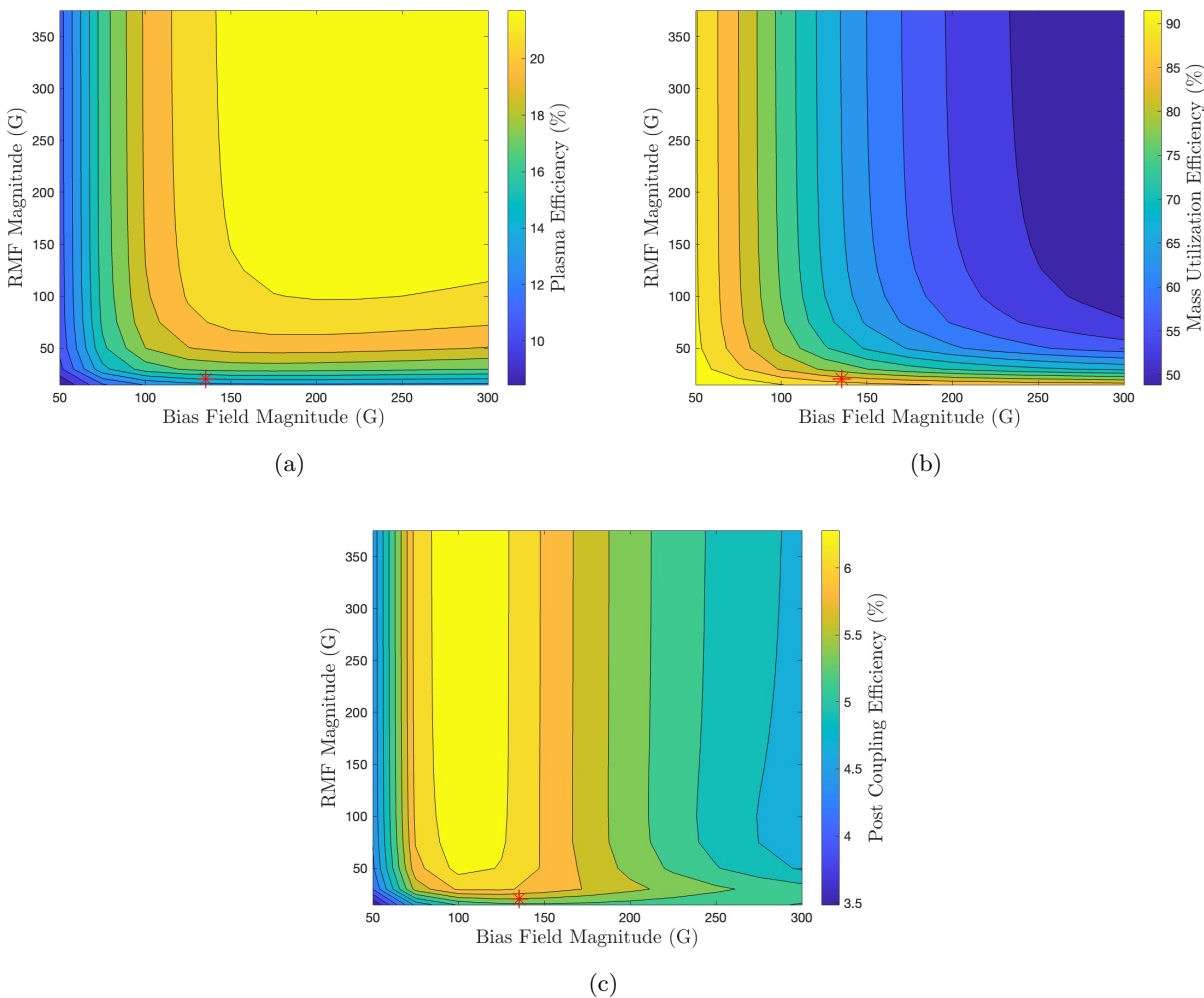 350
300
250
200
150
100
50
RMF Magnitude (G)
50 100 150 200 250 300
Bias Field Magnitude (G)
20
18
16
14
12
10
Plasma Efficiency (%)
(a)
350
300
250
200
150
100
50
RMF Magnitude (G)
50 100 150 200 250 300
Bias Field Magnitude (G)
90
85
80
75
70
65
60
55
50
Mass Utilization Efficiency (%)
(b)
350
300
250
200
150
100
50
RMF Magnitude (G)
50 100 150 200 250 300
Bias Field Magnitude (G)
6
5.5
5
4.5
4
3.5
Post Coupling Efficiency (%)
(c)